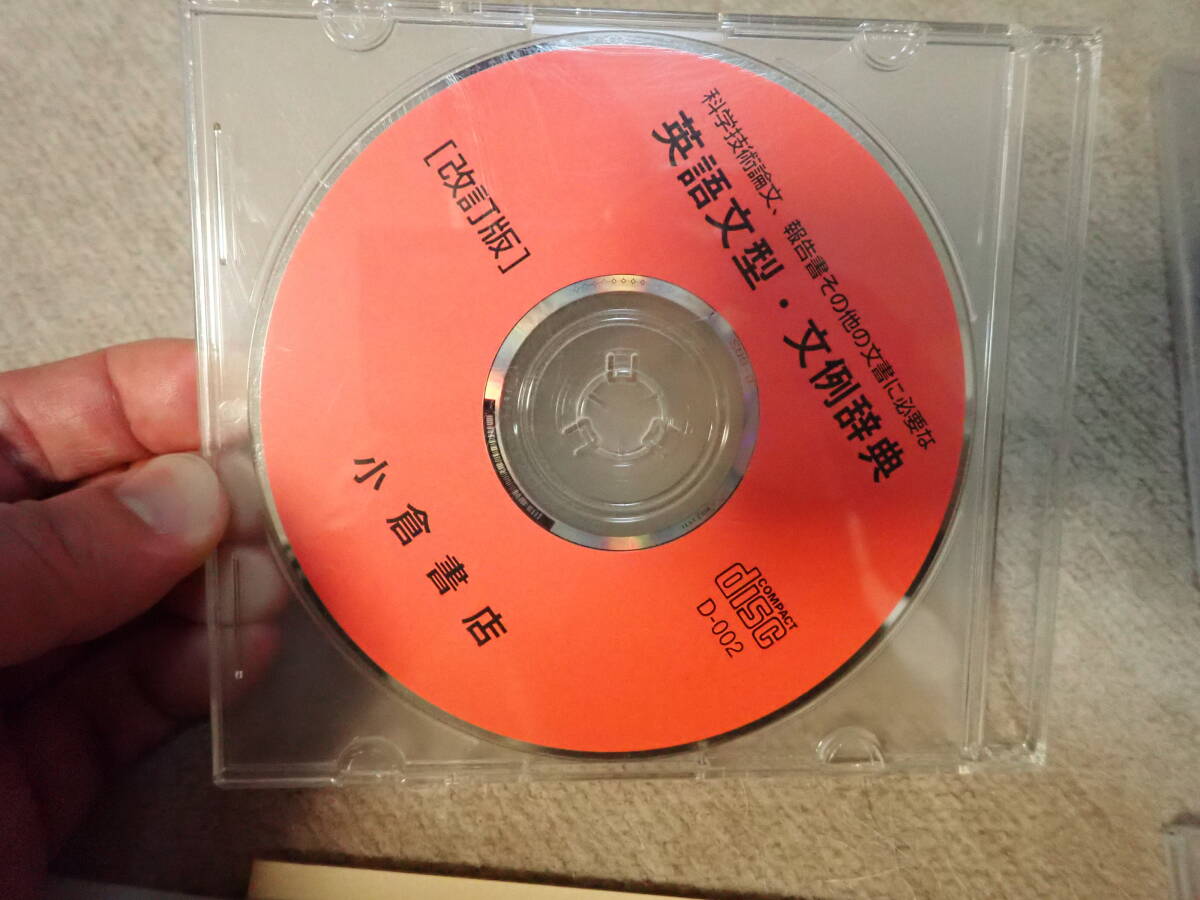 科学技術論文、報告書その他の文書に必要な
英語文型・文例辞典
［改訂版］
小倉書店
COMPACT
disc
D-002